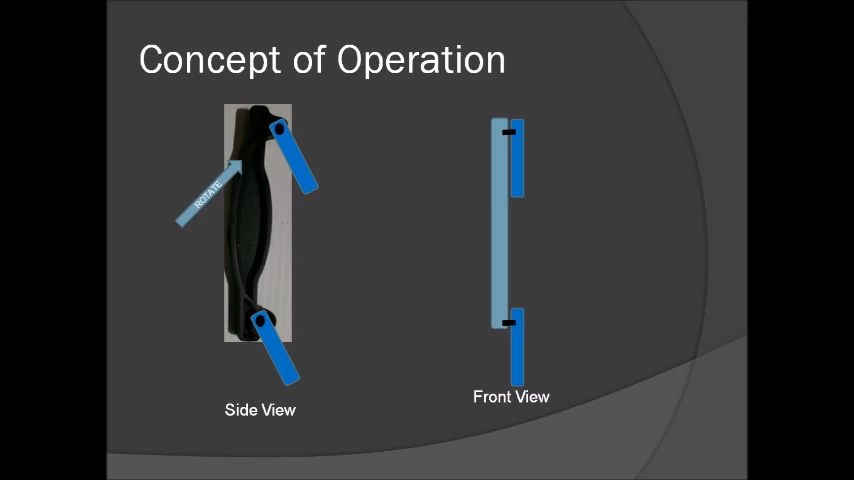 Concept of Operation
ROTATE
Side View
Front View